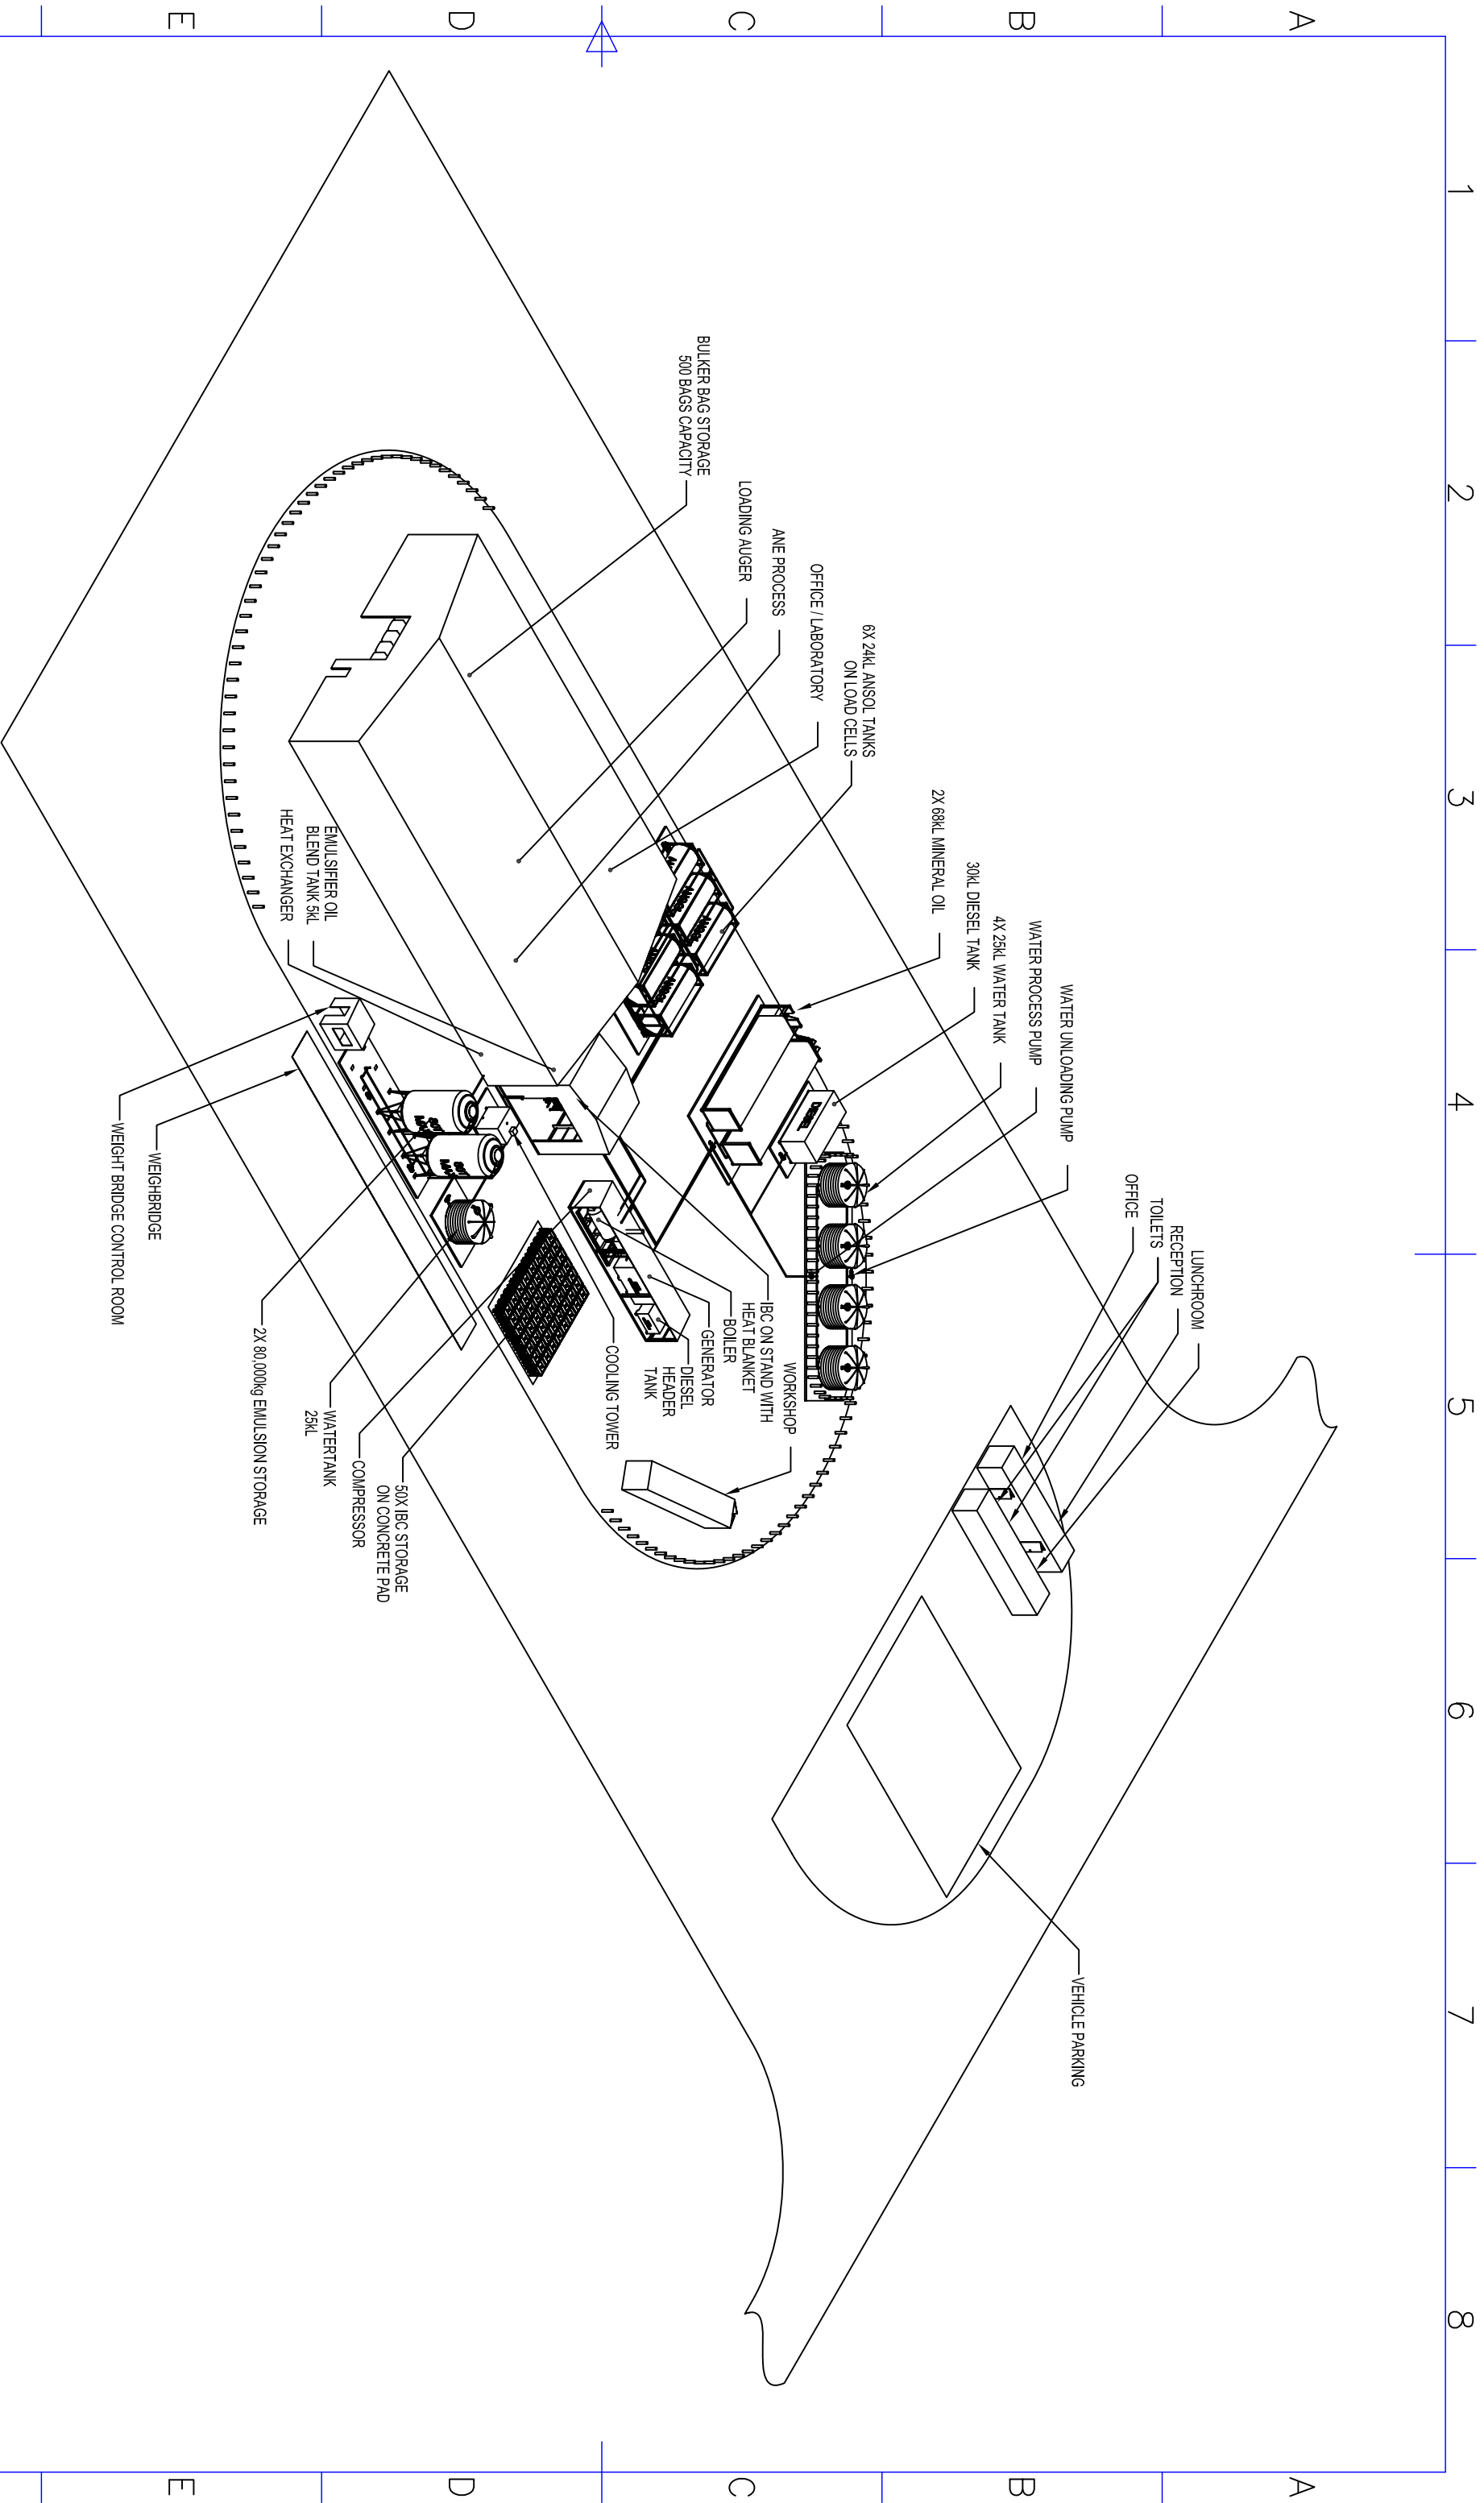 1
2
3
4
5
6
7
8
A
B
C
D
E
A
B
C
D
E
LUNCHROOM
RECEPTION
TOILETS
OFFICE
WATER UNLOADING PUMP
WATER PROCESS PUMP
4X 25kL WATER TANK
30kL DIESEL TANK
2X 68kL MINERAL OIL
6X 24kL ANSOL TANKS
ON LOAD CELLS
OFFICE / LABORATORY
ANE PROCESS
LOADING AUGER
BULKER BAG STORAGE
500 BAGS CAPACITY
VEHICLE PARKING
DIESEL
ANSOL
ANSOL
ANSOL
WORKSHOP
IBC ON STAND WITH
HEAT BLANKET
BOILER
GENERATOR
DIESEL
HEADER
TANK
COOLING TOWER
50X IBC STORAGE
ON CONCRETE PAD
COMPRESSOR
WATERTANK
25kL
2X 80,000kg EMULSION STORAGE
EMULSIFIER OIL
BLEND TANK 5kL
HEAT EXCHANGER
WEIGHBRIDGE
WEIGHT BRIDGE CONTROL ROOM